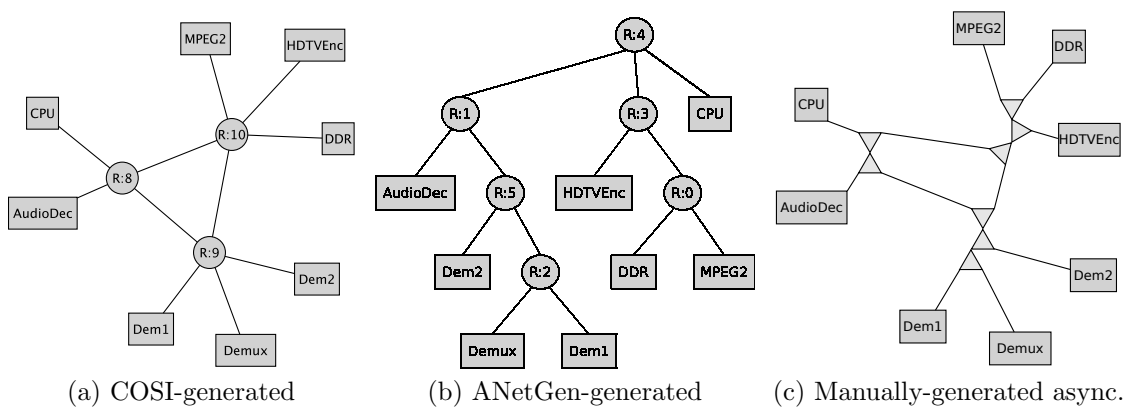 MPEG2
HDTVEnc
CPU
R:10
DDR
R:8
AudioDec
R:9
Dem2
Dem1
Demux
(a) COSI-generated
R:4
R:1
R:3
CPU
AudioDec
R:5
HDTVEnc
R:0
Dem2
R:2
DDR
MPEG2
Demux
Dem1
(b) ANetGen-generated
MPEG2
DDR
CPU
HDTVEnc
AudioDec
Dem2
Dem1
Demux
(c) Manually-generated async.